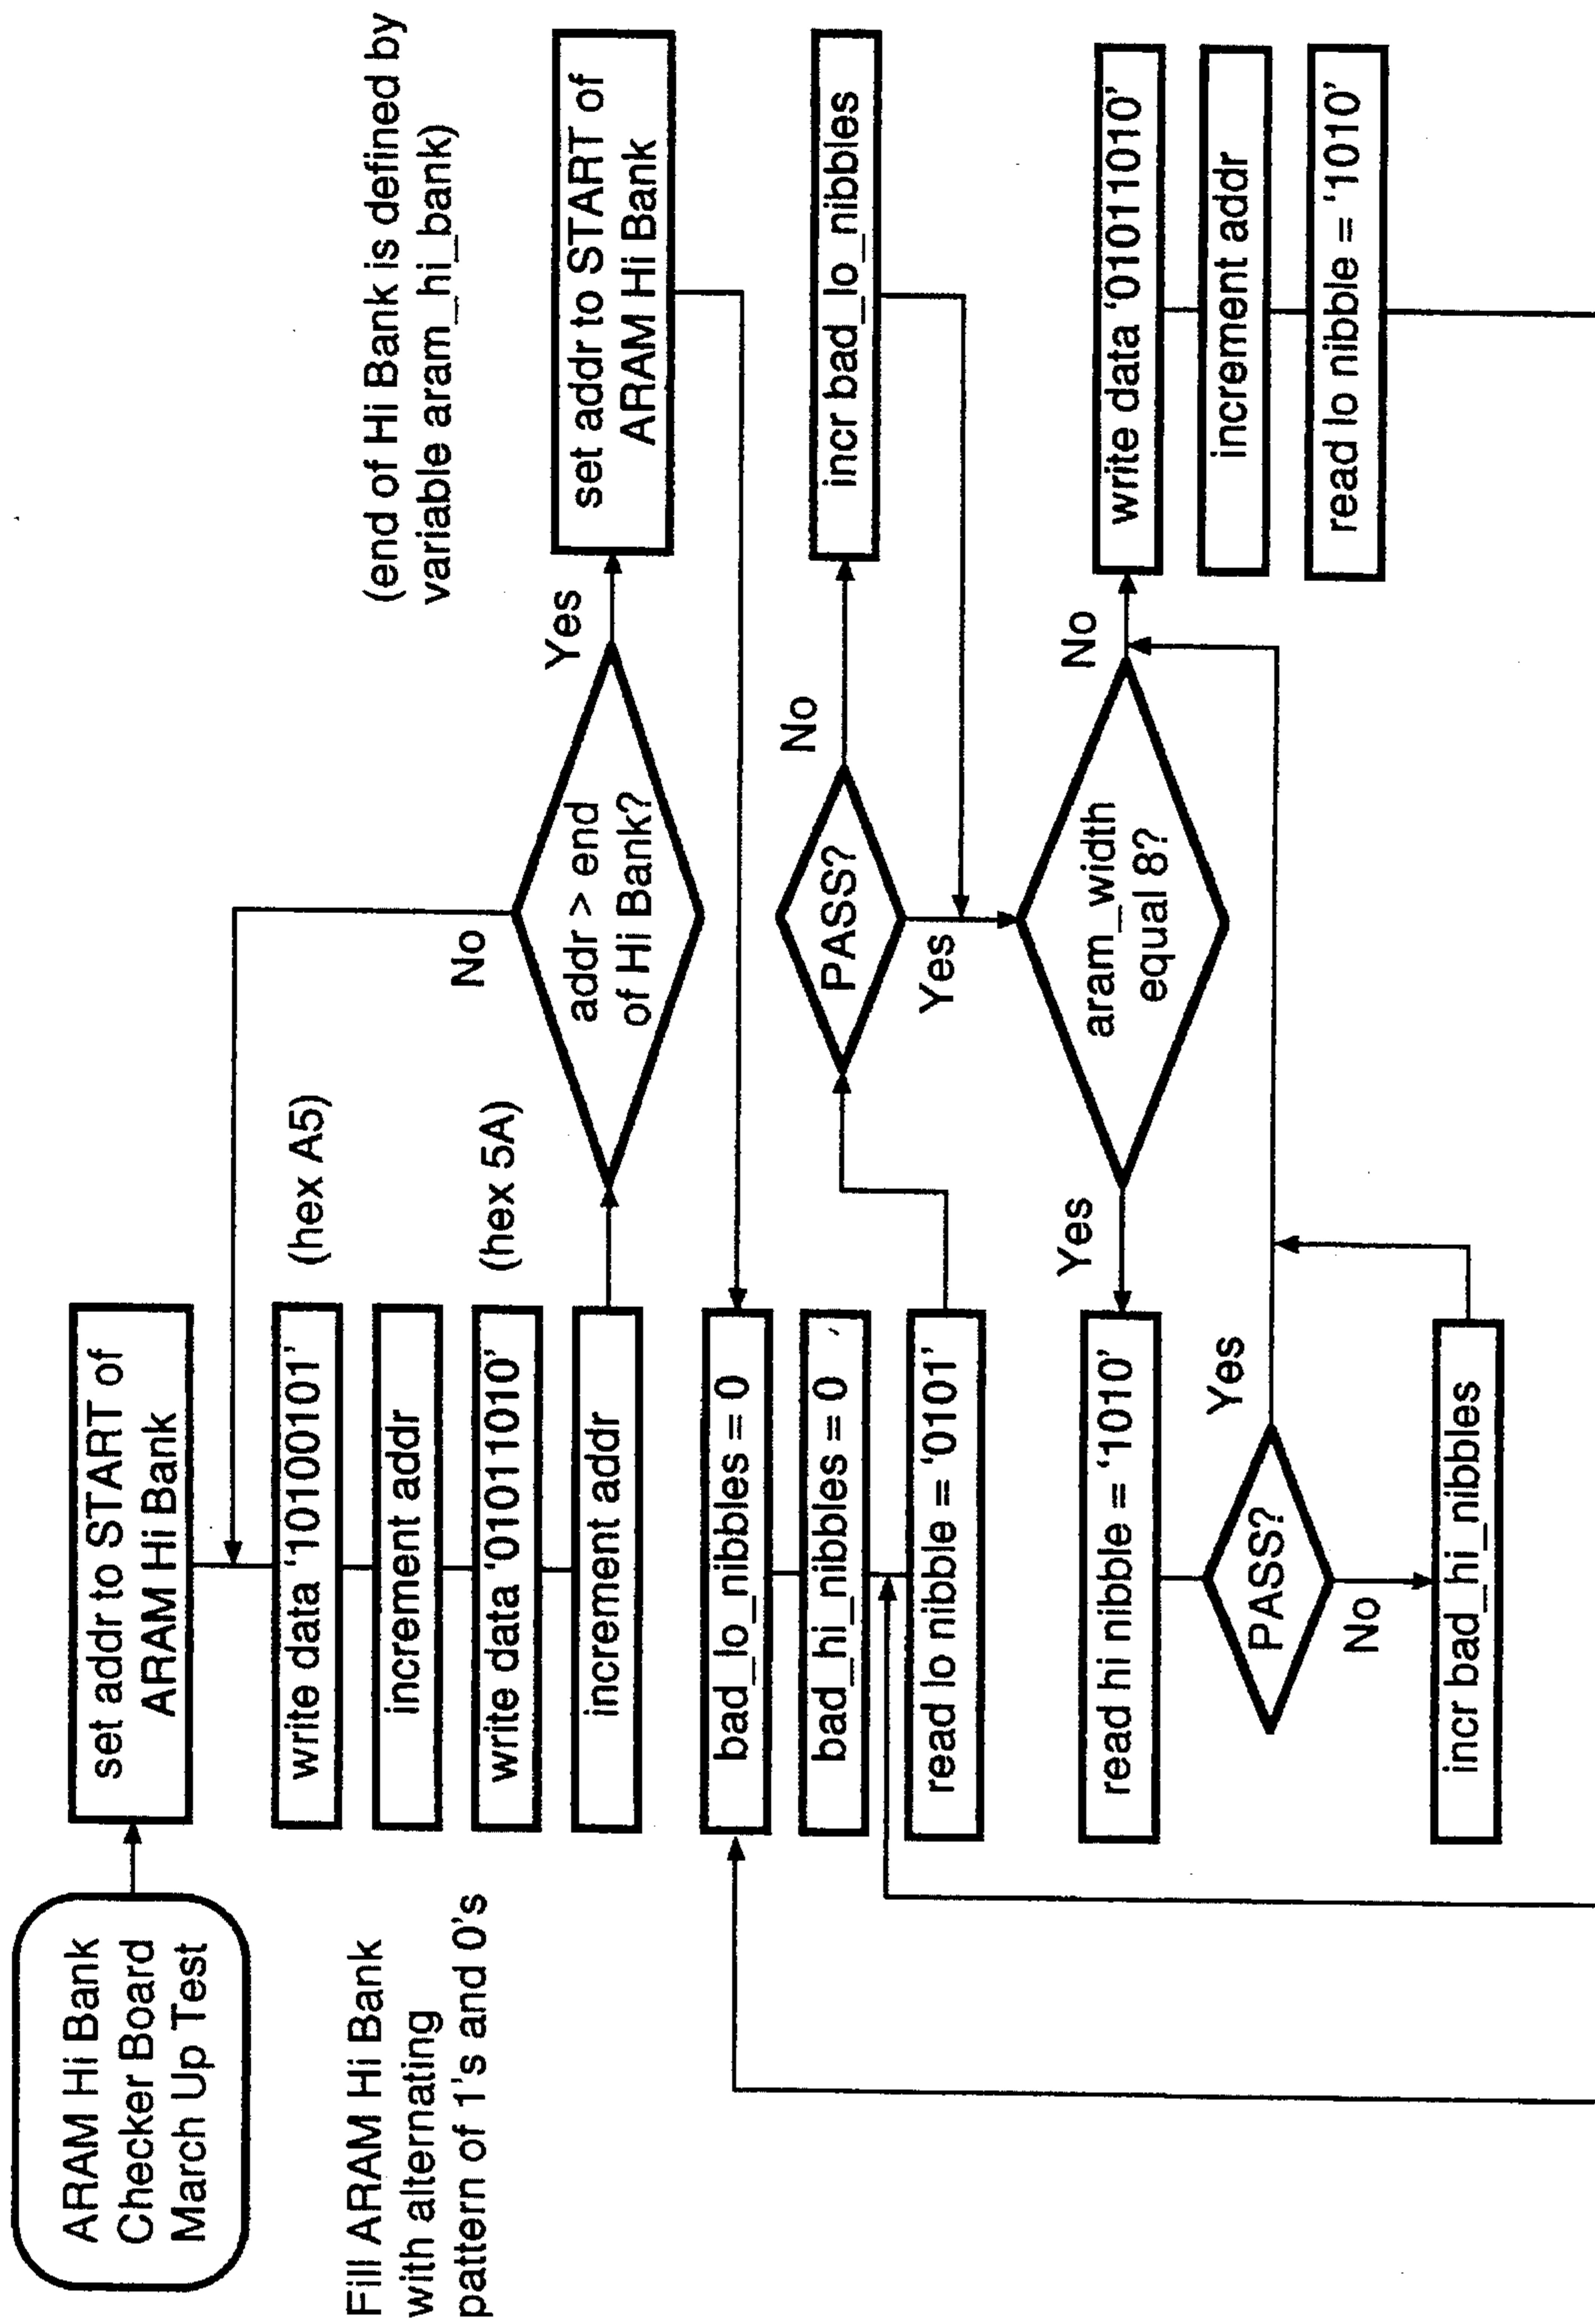 ARAM Hi Bank
Checker Board
March Up Test
set addr to START of
ARAM Hi Bank
Fill ARAM Hi Bank
with alternating
pattern of 1's and 0's
write data '10100101'
(hex A5)
increment addr
write data '01011010'
(hex 5A)
increment addr
addr > end
of Hi Bank?
No
Yes
(end of Hi Bank is defined by
variable aram_hi_bank)
set addr to START of
ARAM Hi Bank
bad_lo_nibbles = 0
bad_hi_nibbles = 0
read lo nibble = '0101'
PASS?
No
Yes
incr bad_lo_nibbles
aram_width
equal 8?
Yes
No
read hi nibble = '1010'
PASS?
Yes
No
incr bad_hi_nibbles
write data '01011010'
increment addr
read lo nibble = '1010'